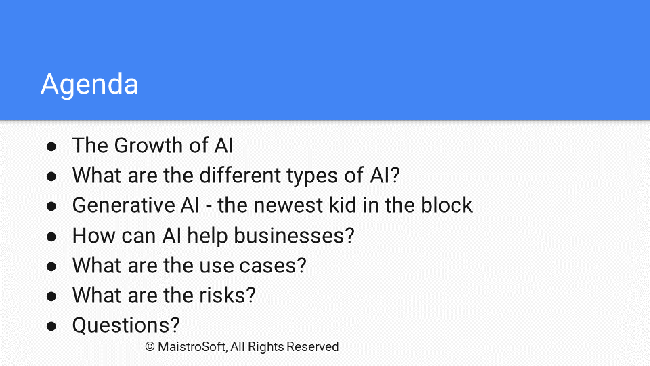 Agenda
● The Growth of AI
● What are the different types of AI?
● Generative AI - the newest kid in the block
● How can AI help businesses?
● What are the use cases?
● What are the risks?
● Questions?
© MaistroSoft, All Rights Reserved